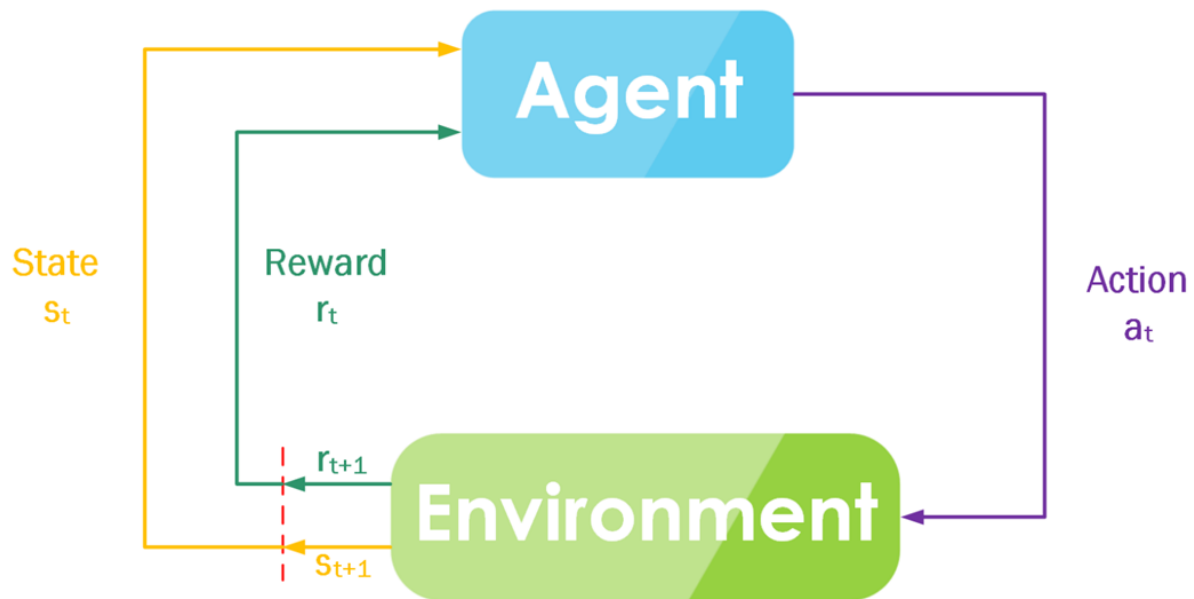 Agent
State
sₜ
Reward
rₜ
Action
aₜ
rₜ₊₁
Environment
sₜ₊₁